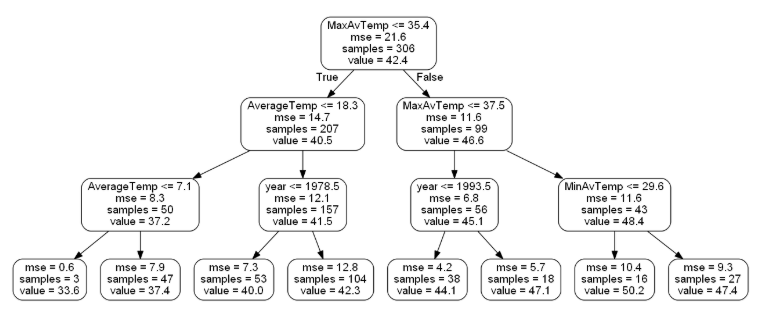 MaxAvTemp <= 35.4
mse = 21.6
samples = 306
value = 42.4
True
False
AverageTemp <= 18.3
mse = 14.7
samples = 207
value = 40.5
MaxAvTemp <= 37.5
mse = 11.6
samples = 99
value = 46.6
AverageTemp <= 7.1
mse = 8.3
samples = 50
value = 37.2
year <= 1978.5
mse = 12.1
samples = 157
value = 41.5
year <= 1993.5
mse = 6.8
samples = 56
value = 45.1
MinAvTemp <= 29.6
mse = 11.6
samples = 43
value = 48.4
mse = 0.6
samples = 3
value = 33.6
mse = 7.9
samples = 47
value = 37.4
mse = 7.3
samples = 53
value = 40.0
mse = 12.8
samples = 104
value = 42.3
mse = 4.2
samples = 38
value = 44.1
mse = 5.7
samples = 18
value = 47.1
mse = 10.4
samples = 16
value = 50.2
mse = 9.3
samples = 27
value = 47.4